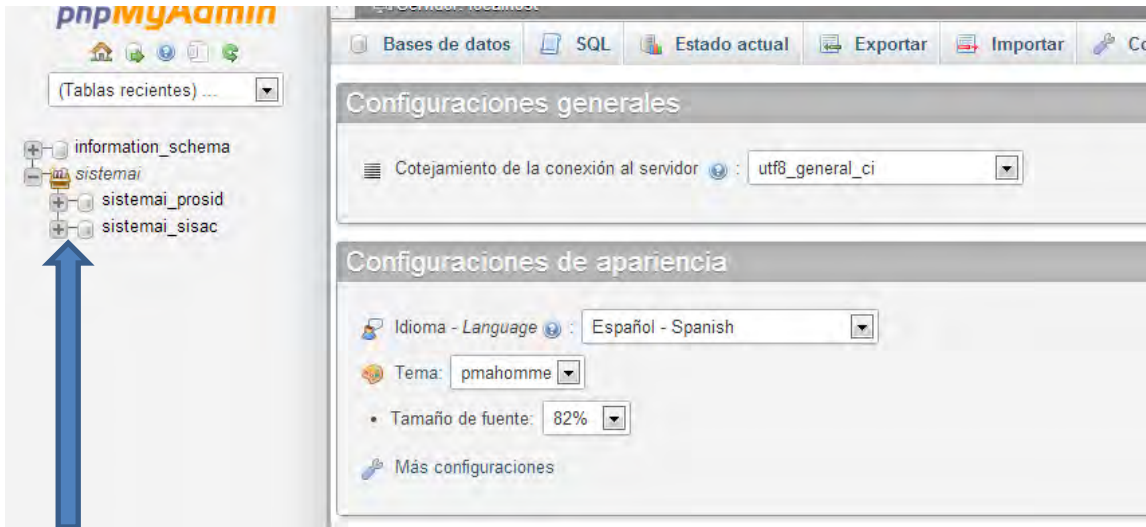 phpMyAdmin
Servidor: localhost
Bases de datos
SQL
Estado actual
Exportar
Importar
(Tablas recientes) ...
information_schema
sistemai
sistemai_prosid
sistemai_sisac
Configuraciones generales
Cotejamiento de la conexión al servidor : utf8_general_ci
Configuraciones de apariencia
Idioma - Language : Español - Spanish
Tema: pmahomme
• Tamaño de fuente: 82%
Más configuraciones